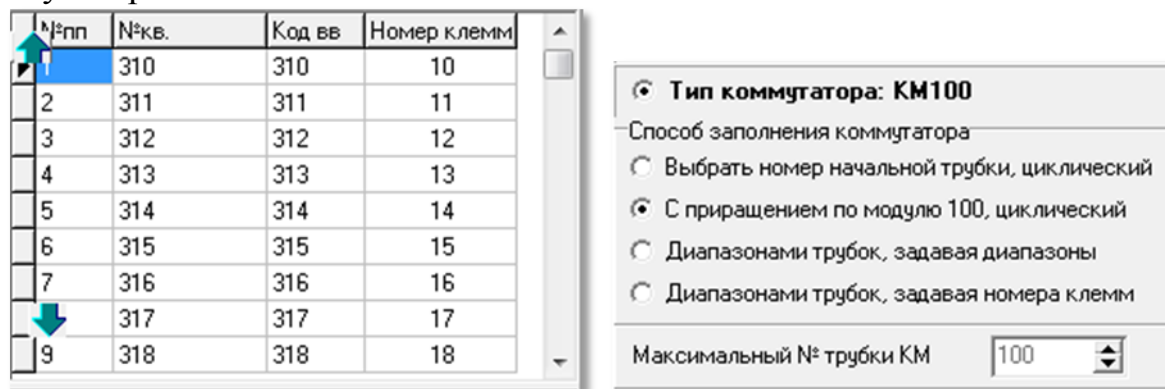 №пп №кв. Код вв Номер клемм
1 310 310 10
2 311 311 11
3 312 312 12
4 313 313 13
5 314 314 14
6 315 315 15
7 316 316 16
317 317 17
9 318 318 18
Тип коммутатора: КМ100
Способ заполнения коммутатора
Выбрать номер начальной трубки, циклический
С приращением по модулю 100, циклический
Диапазонами трубок, задавая диапазоны
Диапазонами трубок, задавая номера клемм
Максимальный № трубки КМ 100